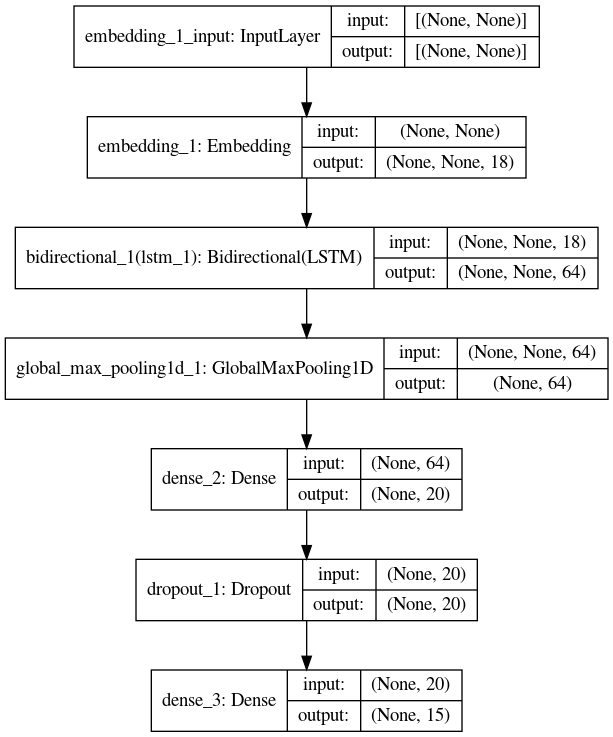 embedding_1_input: InputLayer
input: [(None, None)]
output: [(None, None)]
embedding_1: Embedding
input: (None, None)
output: (None, None, 18)
bidirectional_1(lstm_1): Bidirectional(LSTM)
input: (None, None, 18)
output: (None, None, 64)
global_max_pooling1d_1: GlobalMaxPooling1D
input: (None, None, 64)
output: (None, 64)
dense_2: Dense
input: (None, 64)
output: (None, 20)
dropout_1: Dropout
input: (None, 20)
output: (None, 20)
dense_3: Dense
input: (None, 20)
output: (None, 15)